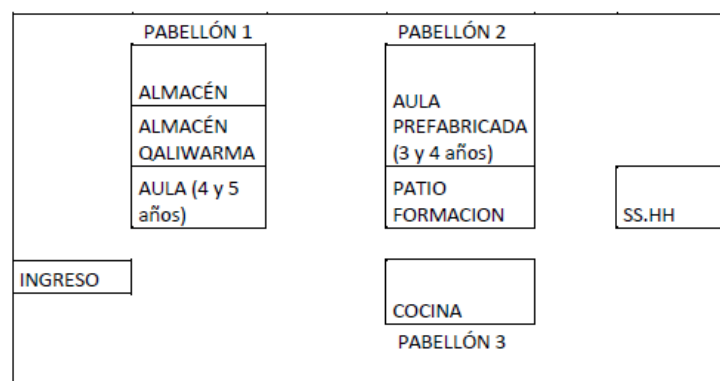 PABELLÓN 1
ALMACÉN
ALMACÉN
QALIWARMA
AULA (4 y 5
años)
PABELLÓN 2
AULA
PREFABRICADA
(3 y 4 años)
PATIO
FORMACION
SS.HH
INGRESO
COCINA
PABELLÓN 3